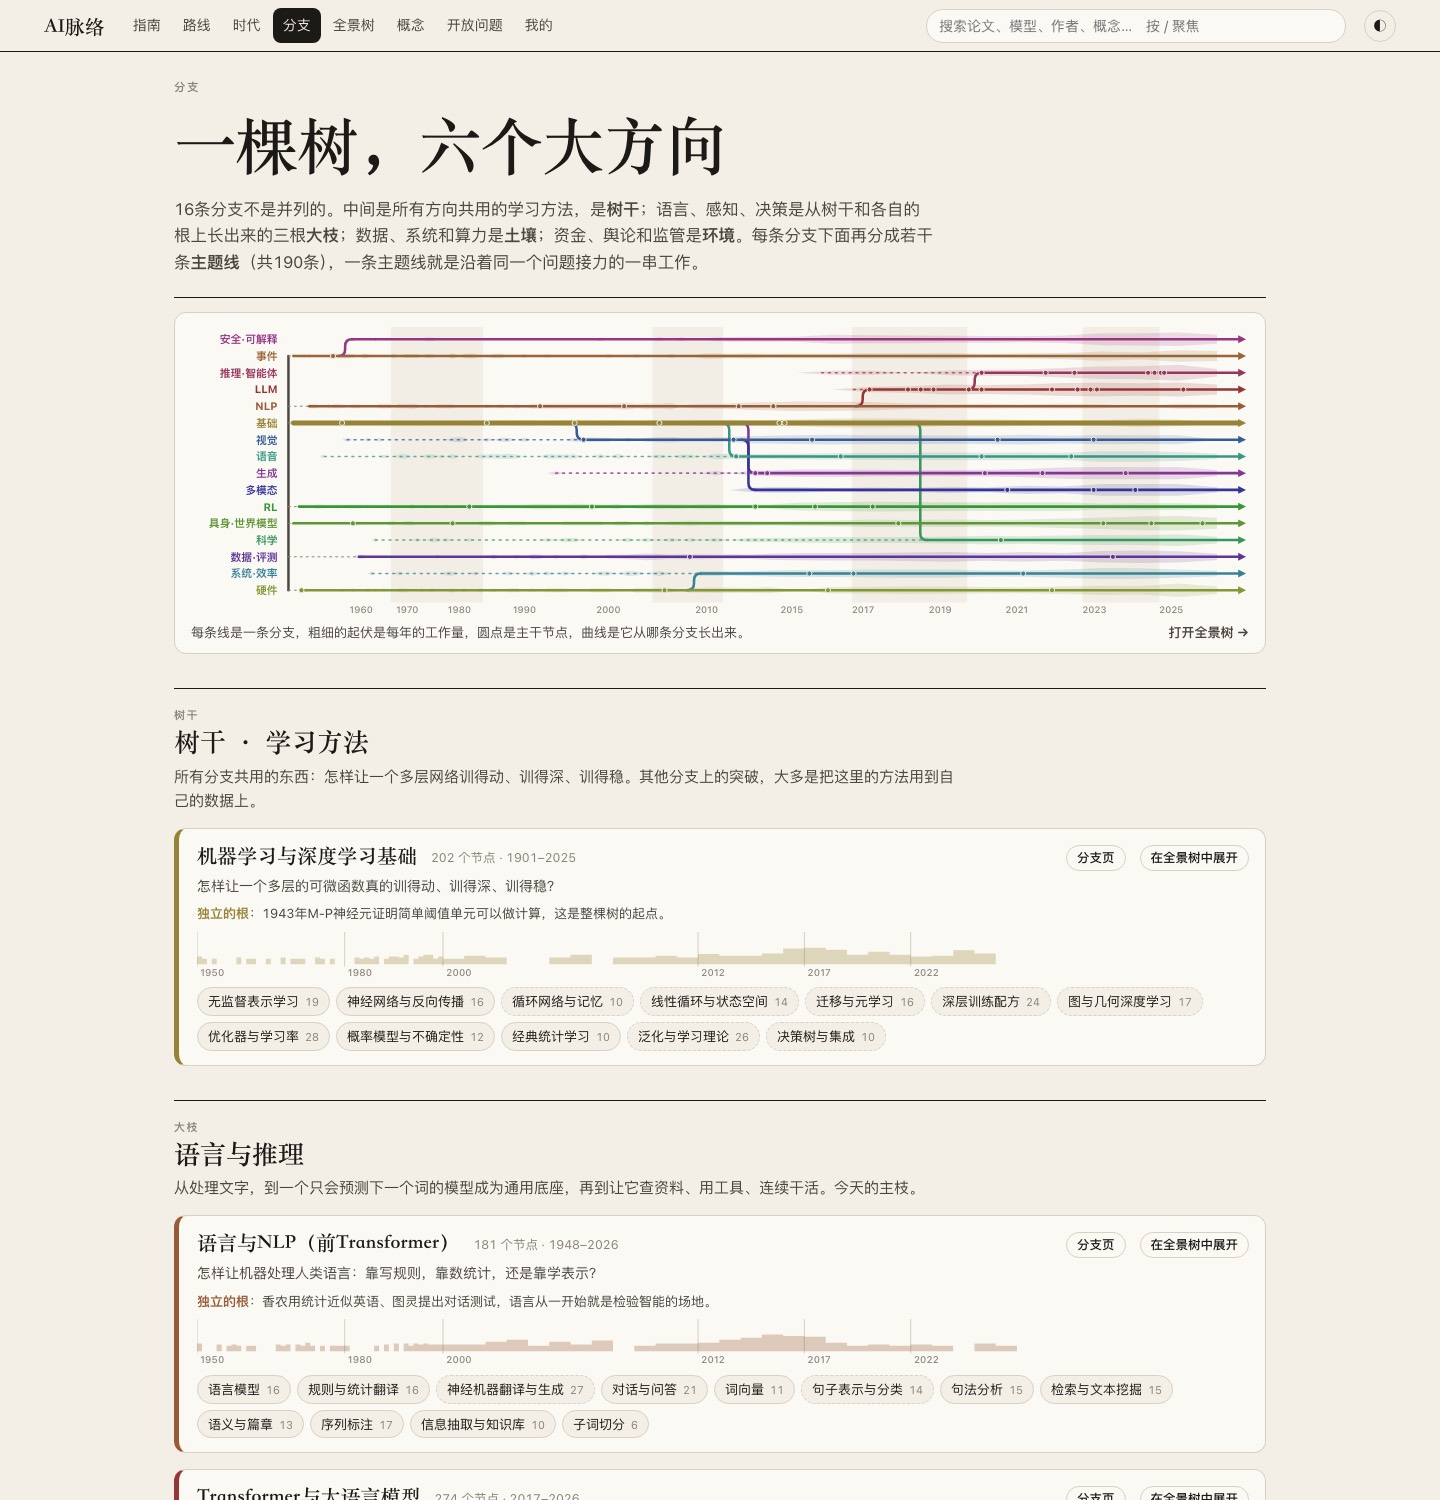 AI脉络 指南 路线 时代 分支 全景树 概念 开放问题 我的 搜索论文、模型、作者、概念… 按 / 聚焦
分支
一棵树，六个大方向
16条分支不是并列的。中间是所有方向共用的学习方法，是树干；语言、感知、决策是从树干和各自的
根上长出来的三根大枝；数据、系统和算力是土壤；资金、舆论和监管是环境。每条分支下面再分成若干
条主题线（共190条），一条主题线就是沿着同一个问题接力的一串工作。
安全·可解释
事件
推理·智能体
LLM
NLP
基础
视觉
语音
生成
多模态
RL
具身·世界模型
科学
数据·评测
系统·效率
硬件
1960 1970 1980 1990 2000 2010 2015 2017 2019 2021 2023 2025
每条线是一条分支，粗细的起伏是每年的工作量，圆点是主干节点，曲线是它从哪条分支长出来。 打开全景树 →
树干
树干 · 学习方法
所有分支共用的东西：怎样让一个多层网络训得动、训得深、训得稳。其他分支上的突破，大多是把这里的方法用到自
己的数据上。
机器学习与深度学习基础 202 个节点 · 1901–2025 分支页 在全景树中展开
怎样让一个多层的可微函数真的训得动、训得深、训得稳？
独立的根：1943年M-P神经元证明简单阈值单元可以做计算，这是整棵树的起点。
1950 1980 2000 2012 2017 2022
无监督表示学习 19 神经网络与反向传播 16 循环网络与记忆 10 线性循环与状态空间 14 迁移与元学习 16 深层训练配方 24 图与几何深度学习 17
优化器与学习率 28 概率模型与不确定性 12 经典统计学习 10 泛化与学习理论 26 决策树与集成 10
大枝
语言与推理
从处理文字，到一个只会预测下一个词的模型成为通用底座，再到让它查资料、用工具、连续干活。今天的主枝。
语言与NLP（前Transformer） 181 个节点 · 1948–2026 分支页 在全景树中展开
怎样让机器处理人类语言：靠写规则，靠数统计，还是靠学表示？
独立的根：香农用统计近似英语、图灵提出对话测试，语言从一开始就是检验智能的场地。
1950 1980 2000 2012 2017 2022
语言模型 16 规则与统计翻译 16 神经机器翻译与生成 27 对话与问答 21 词向量 11 句子表示与分类 14 句法分析 15 检索与文本挖掘 15
语义与篇章 13 序列标注 17 信息抽取与知识库 10 子词切分 6
Transformer与大语言模型 274 个节点 · 2017–2026 分支页 在全景树中展开